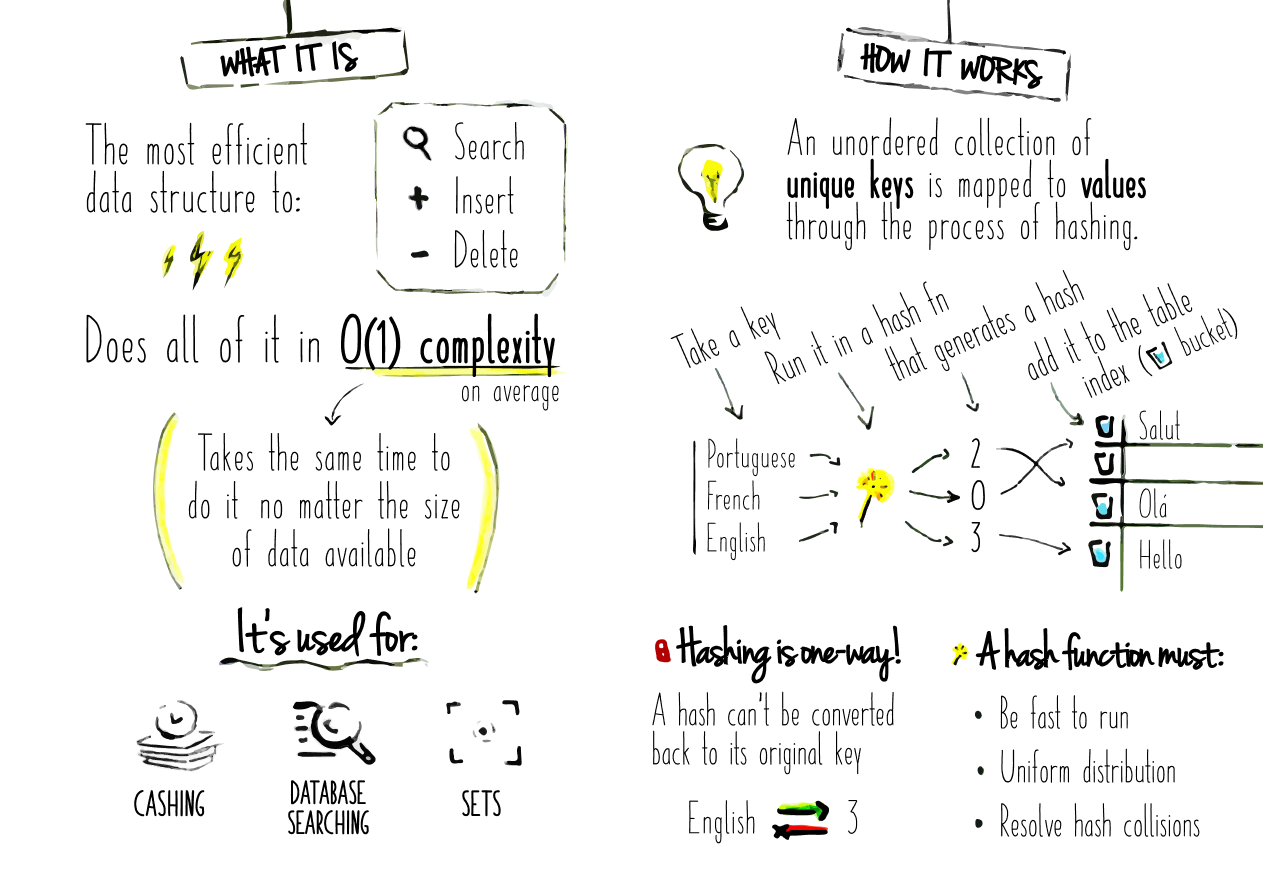 WHAT IT IS
The most efficient
data structure to:
Search
+ Insert
- Delete
Does all of it in O(1) complexity
on average
(Takes the same time to
do it no matter the size
of data available)
It's used for:
CASHING
DATABASE
SEARCHING
SETS
HOW IT WORKS
An unordered collection of
unique keys is mapped to values
through the process of hashing.
Take a key
Run it in a hash fn
that generates a hash
add it to the table
index ( bucket)
Portuguese
French
English
2
0
3
Salut
Olá
Hello
Hashing is one-way!
A hash can't be converted
back to its original key
English 3
A hash function must:
• Be fast to run
• Uniform distribution
• Resolve hash collisions